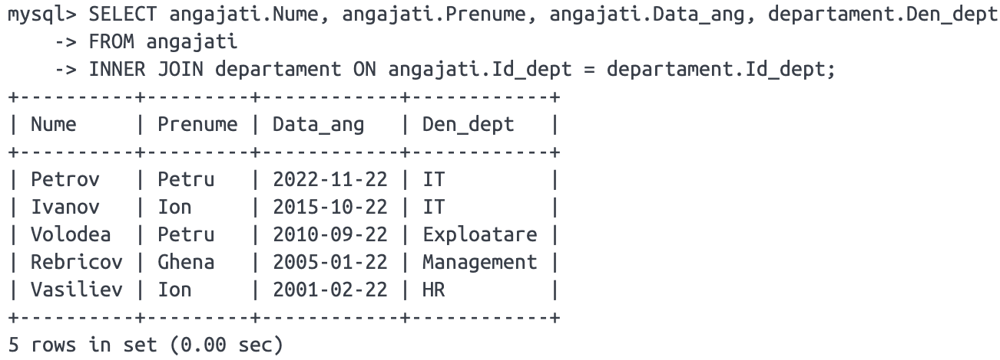 mysql> SELECT angajati.Nume, angajati.Prenume, angajati.Data_ang, departament.Den_dept
    -> FROM angajati
    -> INNER JOIN departament ON angajati.Id_dept = departament.Id_dept;
+----------+---------+------------+------------+
| Nume     | Prenume | Data_ang   | Den_dept   |
+----------+---------+------------+------------+
| Petrov   | Petru   | 2022-11-22 | IT         |
| Ivanov   | Ion     | 2015-10-22 | IT         |
| Volodea  | Petru   | 2010-09-22 | Exploatare |
| Rebricov | Ghena   | 2005-01-22 | Management |
| Vasiliev | Ion     | 2001-02-22 | HR         |
+----------+---------+------------+------------+
5 rows in set (0.00 sec)